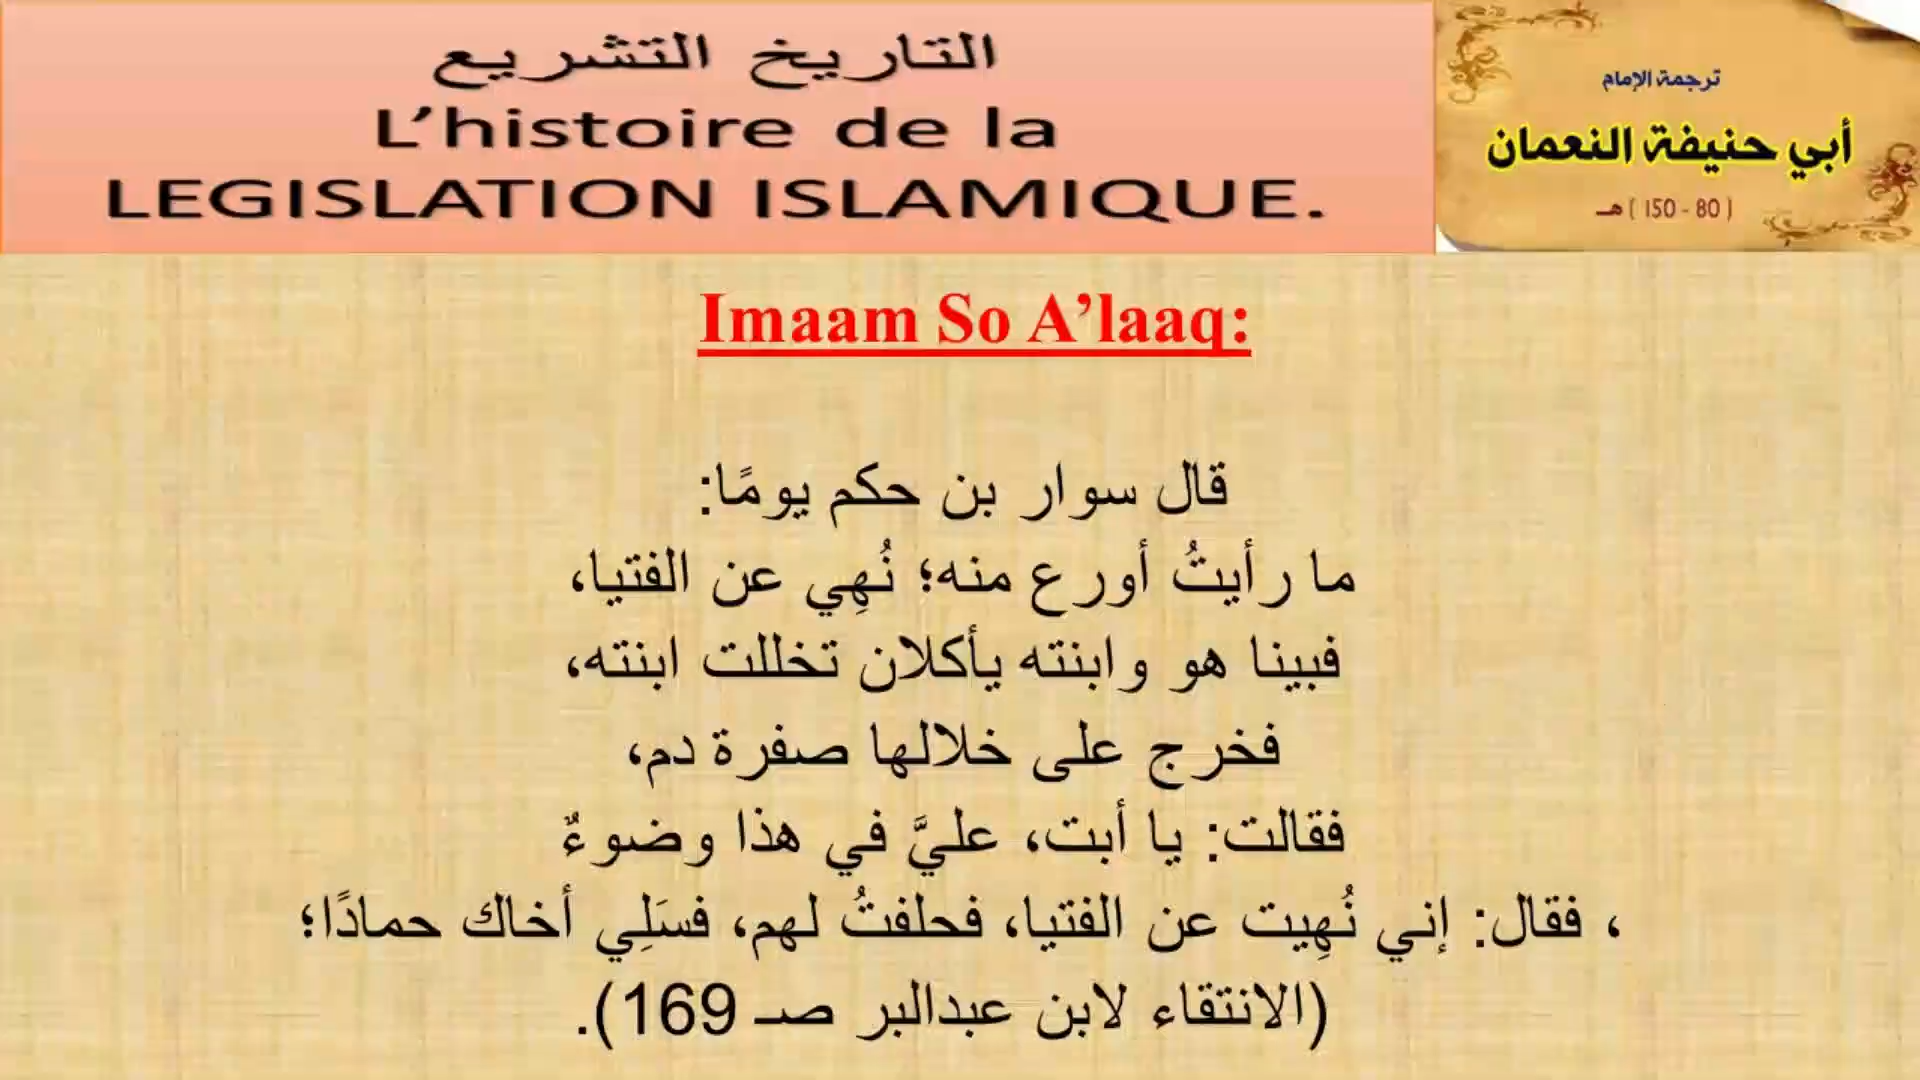 التاريخ التشريع
L’histoire de la
LEGISLATION ISLAMIQUE.
ترجمة الإمام
أبي حنيفة النعمان
( 80 - 150 ) هـ
Imaam So A’laaq:
قال سوار بن حكم يومًا:
ما رأيتُ أورع منه؛ نُهِي عن الفتيا،
فبينا هو وابنته يأكلان تخللت ابنته،
فخرج على خلالها صفرة دم،
فقالت: يا أبت، عليَّ في هذا وضوءٌ
، فقال: إني نُهِيت عن الفتيا، فحلفتُ لهم، فسَلِي أخاك حمادًا؛
(الانتقاء لابن عبدالبر صـ 169).